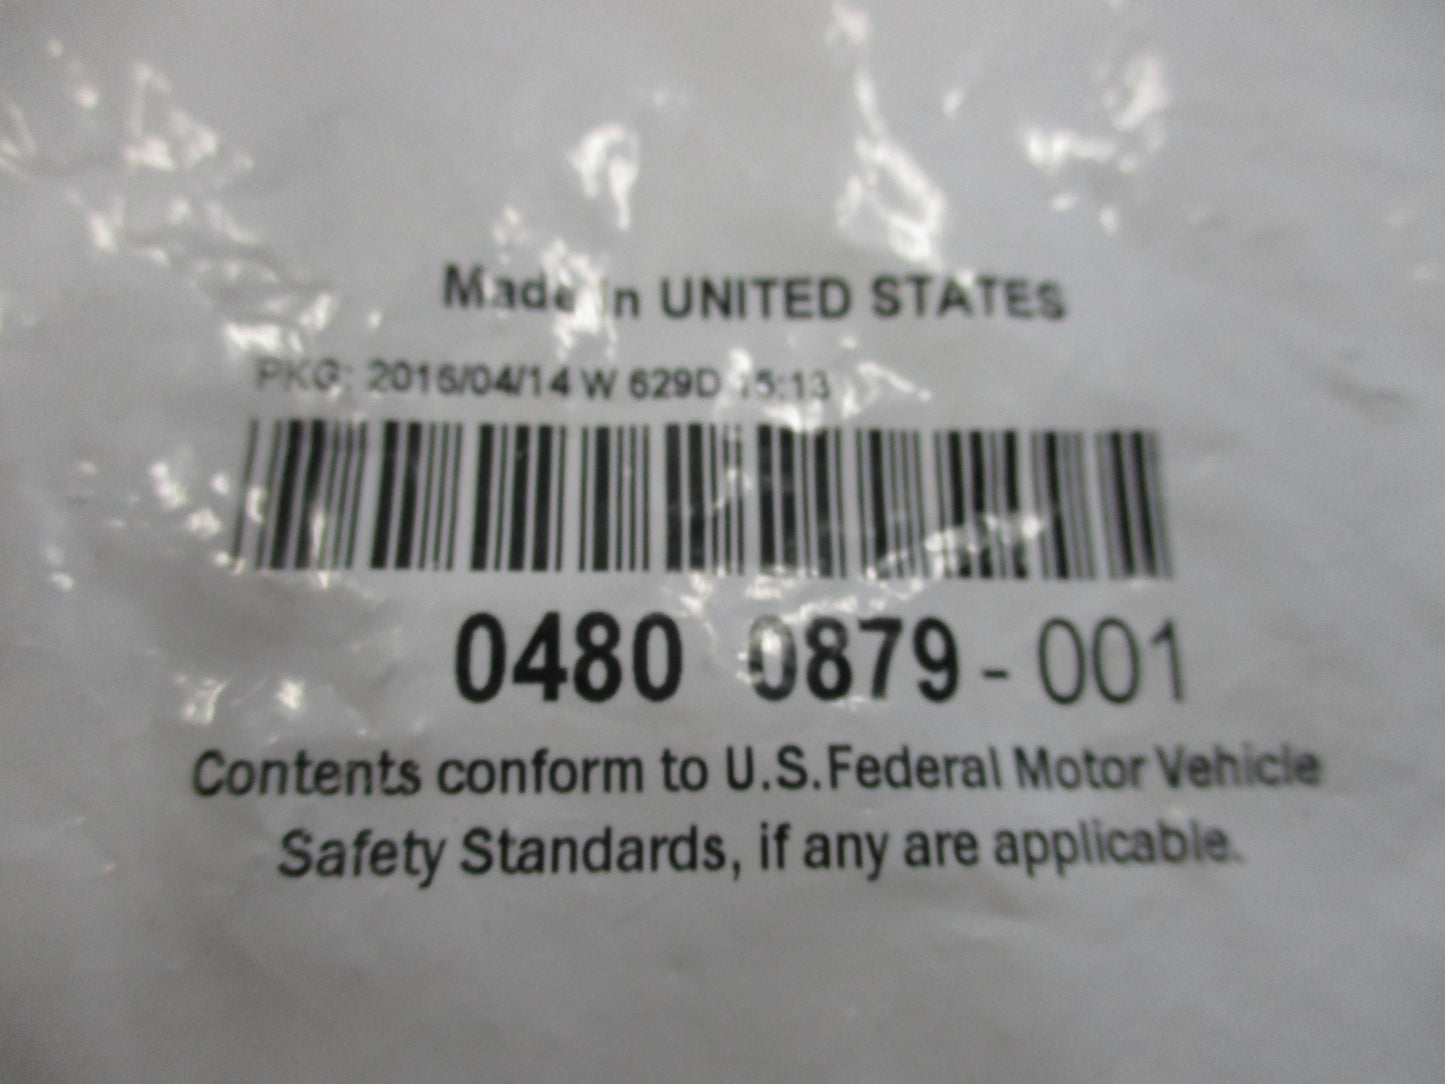 Made in UNITED STATES
PKG: 2016/04/14 W 629D 15:13
0480 0879-001
Contents conform to U.S.Federal Motor Vehicle
Safety Standards, if any are applicable.